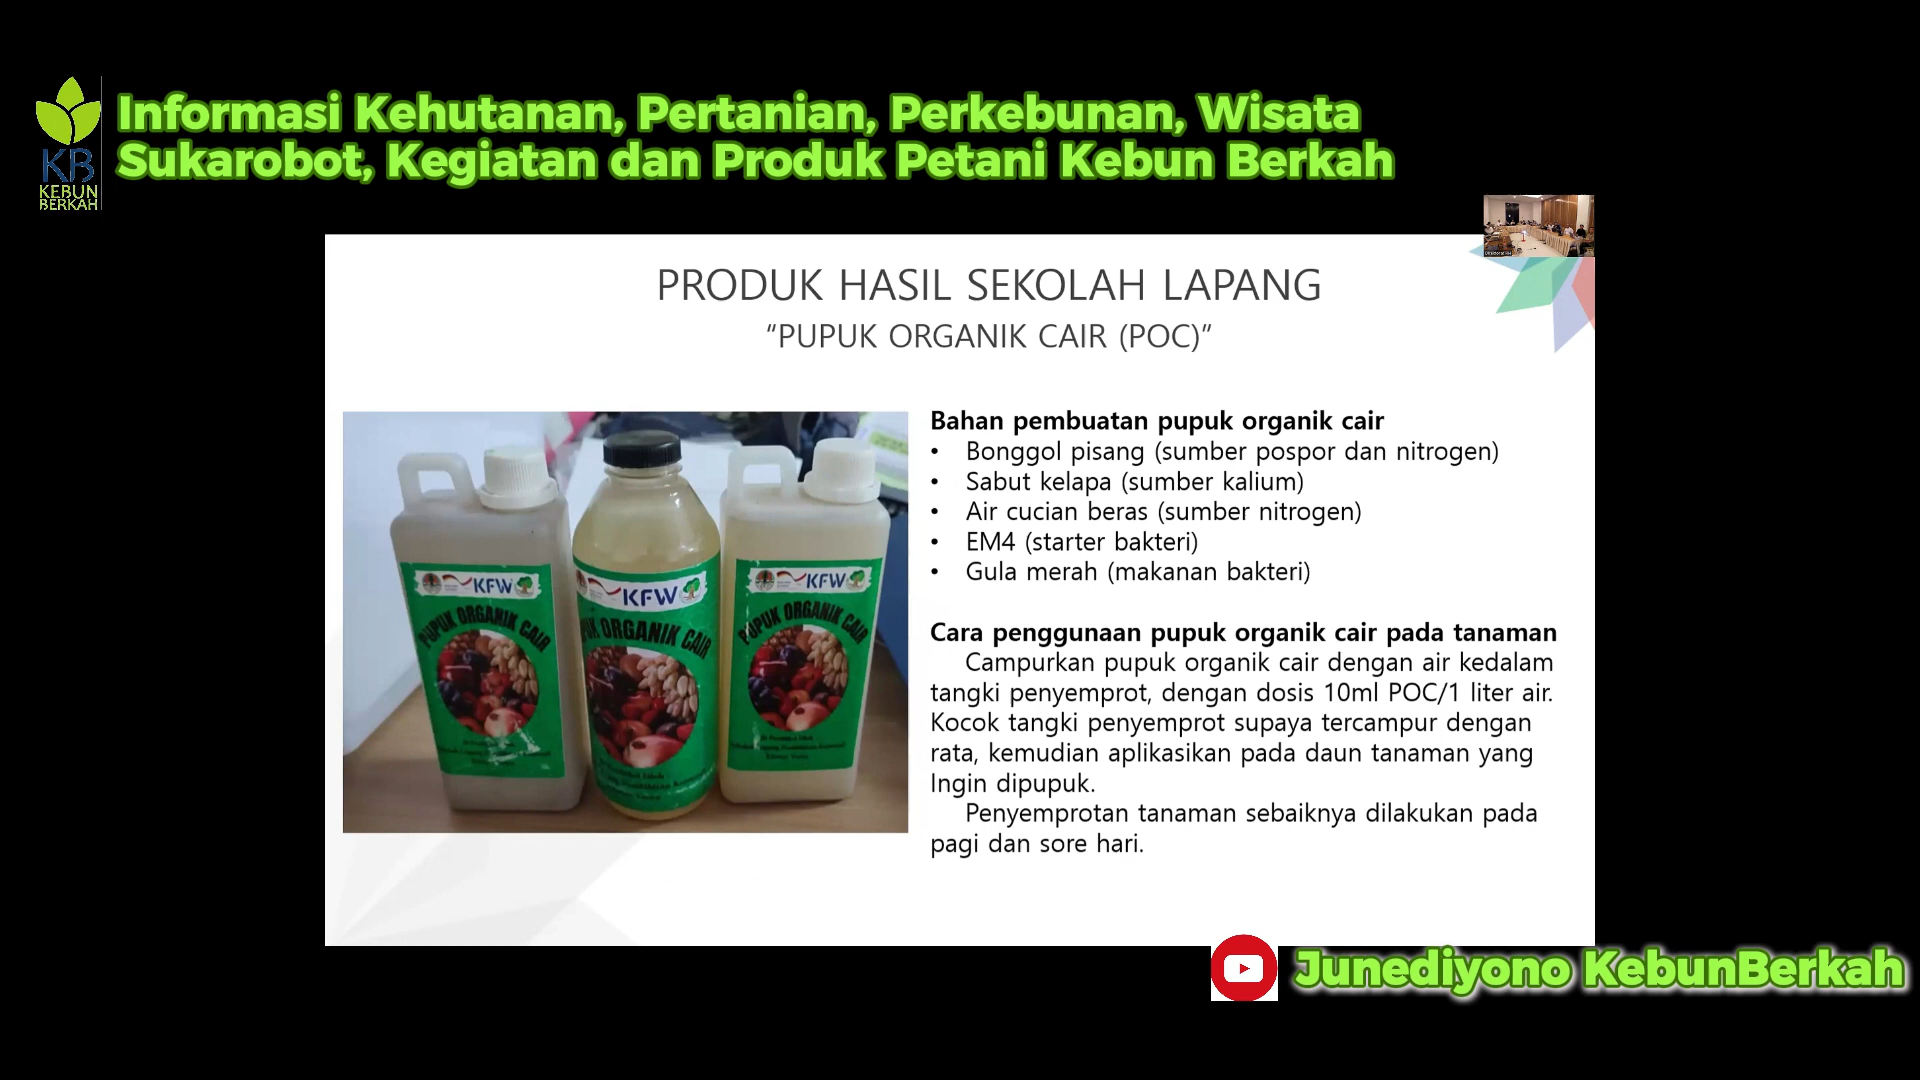 Informasi Kehutanan, Pertanian, Perkebunan, Wisata
Sukarobot, Kegiatan dan Produk Petani Kebun Berkah
KB
KEBUN
BERKAH
PRODUK HASIL SEKOLAH LAPANG
"PUPUK ORGANIK CAIR (POC)"
Bahan pembuatan pupuk organik cair
• Bonggol pisang (sumber pospor dan nitrogen)
• Sabut kelapa (sumber kalium)
• Air cucian beras (sumber nitrogen)
• EM4 (starter bakteri)
• Gula merah (makanan bakteri)
Cara penggunaan pupuk organik cair pada tanaman
Campurkan pupuk organik cair dengan air kedalam
tangki penyemprot, dengan dosis 10ml POC/1 liter air.
Kocok tangki penyemprot supaya tercampur dengan
rata, kemudian aplikasikan pada daun tanaman yang
Ingin dipupuk.
Penyemprotan tanaman sebaiknya dilakukan pada
pagi dan sore hari.
KFW
PUPUK ORGANIK CAIR
KFW
PUK ORGANIK CAIR
KFW
PUPUK ORGANIK CAIR
Junediyono KebunBerkah